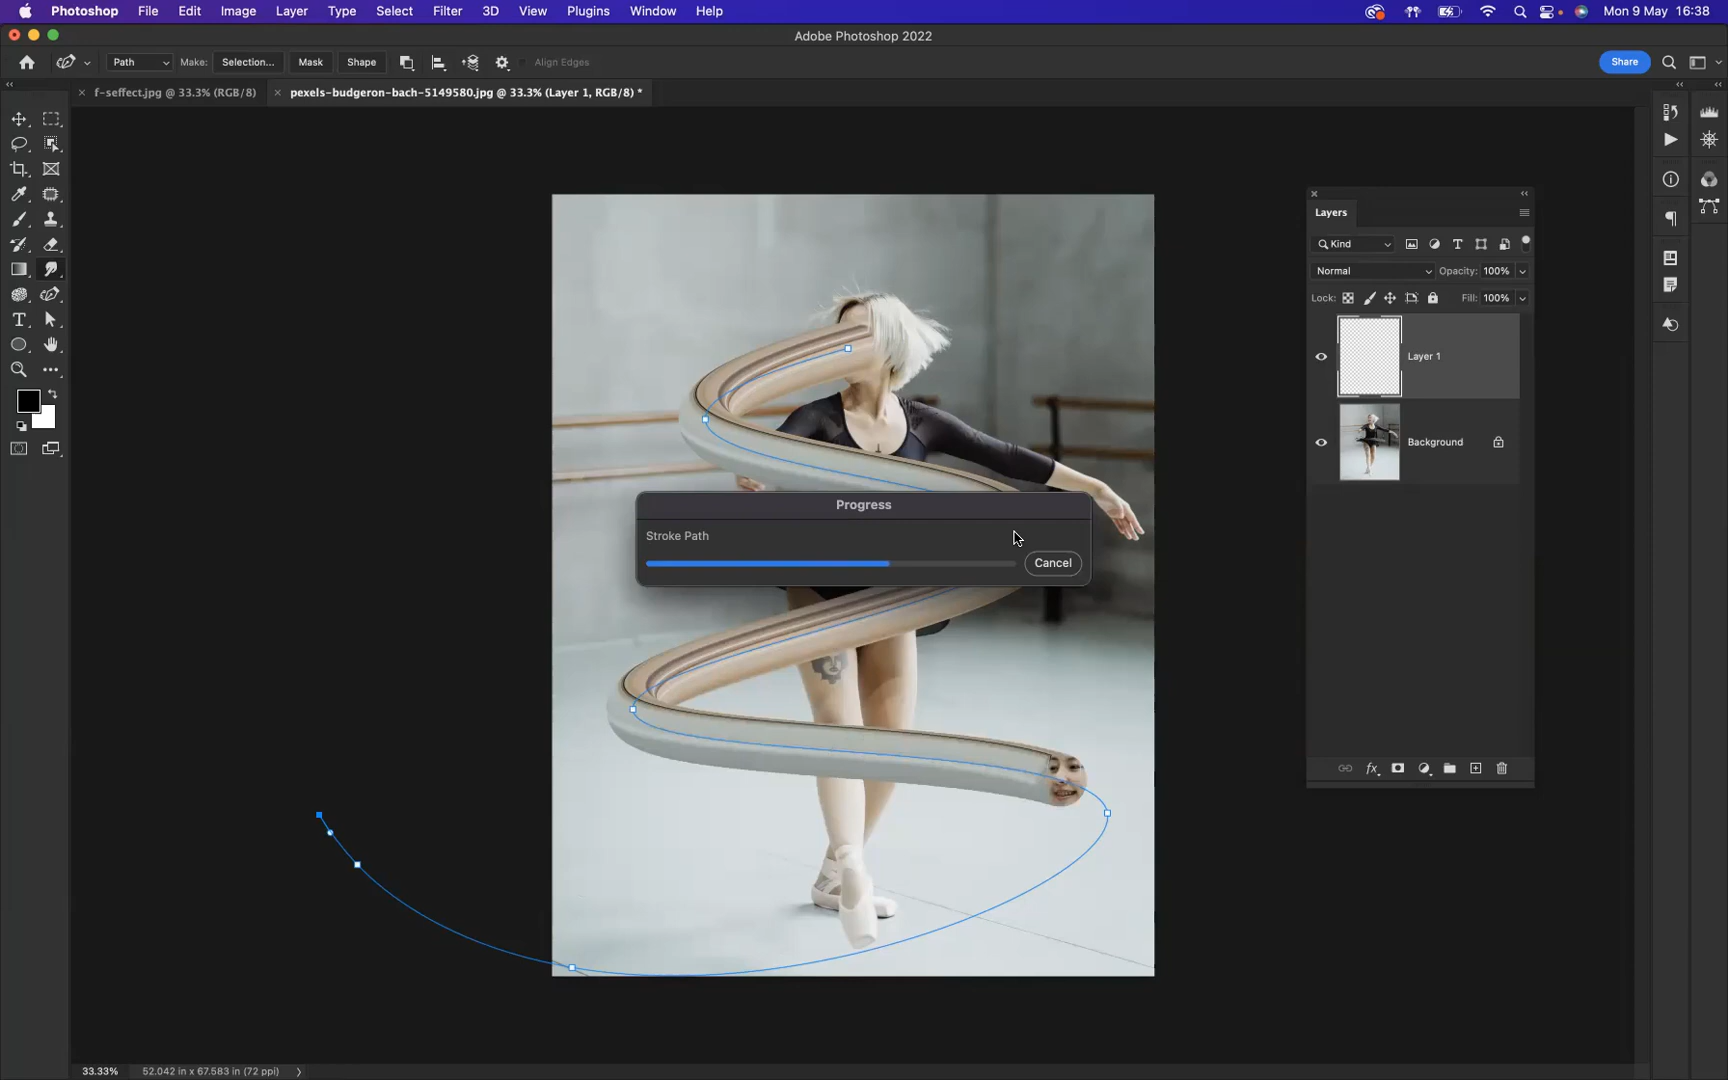 Photoshop File Edit Image Layer Type Select Filter 3D View Plugins Window Help Mon 9 May 16:38
Adobe Photoshop 2022
Path Make: Selection... Mask Shape Align Edges Share
f-seffect.jpg @ 33.3% (RGB/8) pexels-budgeron-bach-5149580.jpg @ 33.3% (Layer 1, RGB/8) *
Layers
Kind
Normal Opacity: 100%
Lock: Fill: 100%
Layer 1
Background
Progress
Stroke Path
Cancel
33.33% 52.042 in x 67.583 in (72 ppi)